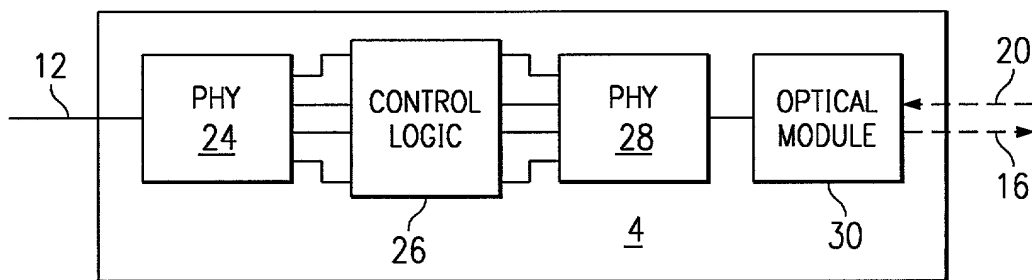 12
PHY
24
CONTROL
LOGIC
26
PHY
28
4
OPTICAL
MODULE
30
20
16